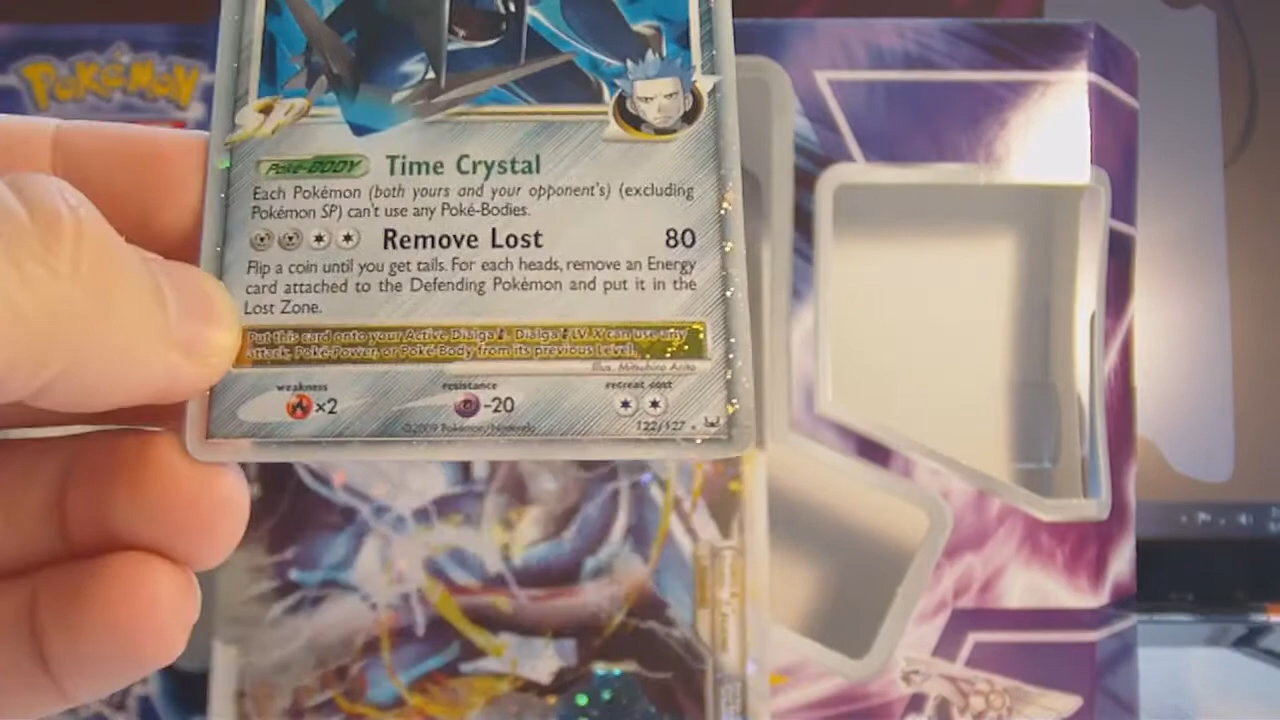 POKéMON
Poké-BODY Time Crystal
Each Pokémon (both yours and your opponent's) (excluding
Pokémon SP) can't use any Poké-Bodies.
Remove Lost 80
Flip a coin until you get tails. For each heads, remove an Energy
card attached to the Defending Pokémon and put it in the
Lost Zone.
Put this card onto your Active Dialga. Dialga LV.X can use any
attack, Poké-Power, or Poké-Body from its previous Level.
Illus. Mitsuhiro Arita
weakness resistance retreat cost
×2 -20
©2009 Pokémon/Nintendo 122/127